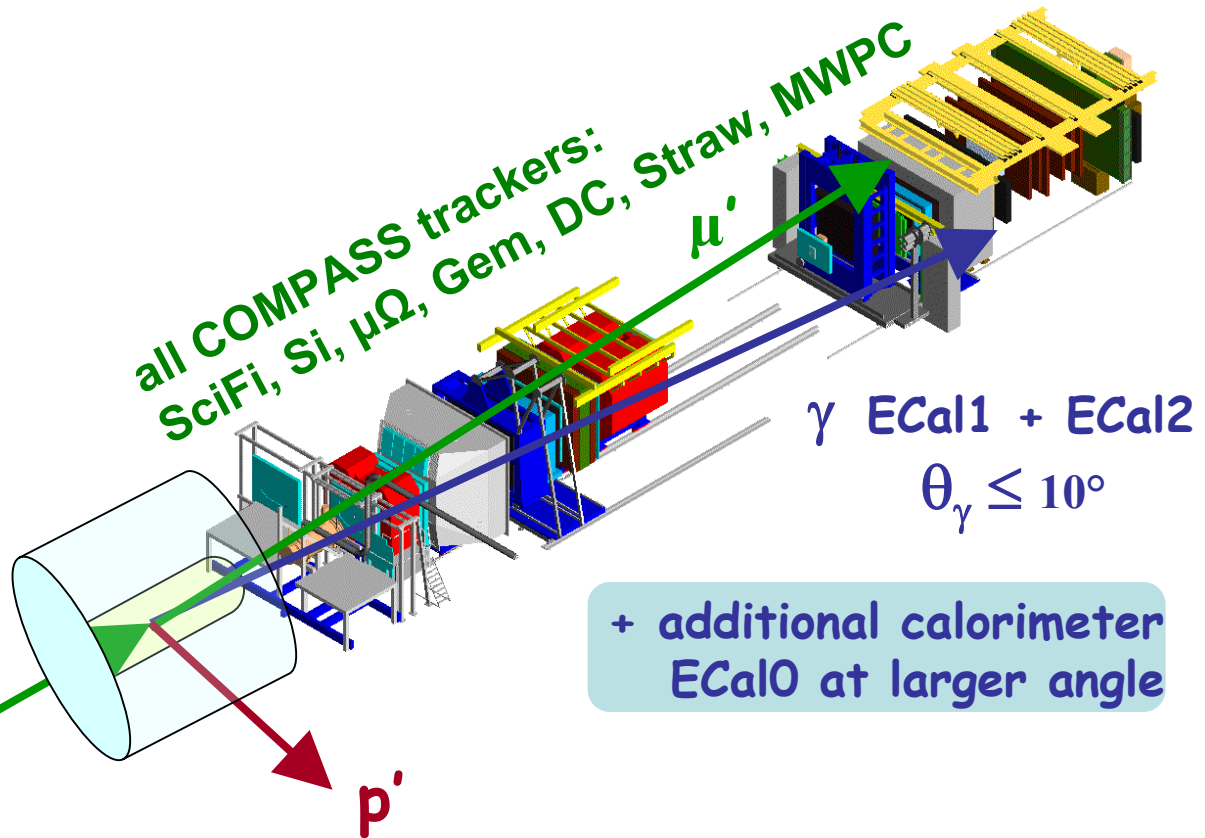 all COMPASS trackers:
SciFi, Si, μΩ, Gem, DC, Straw, MWPC
μ′
γ ECal1 + ECal2
θγ ≤ 10°
+ additional calorimeter
ECal0 at larger angle
p′